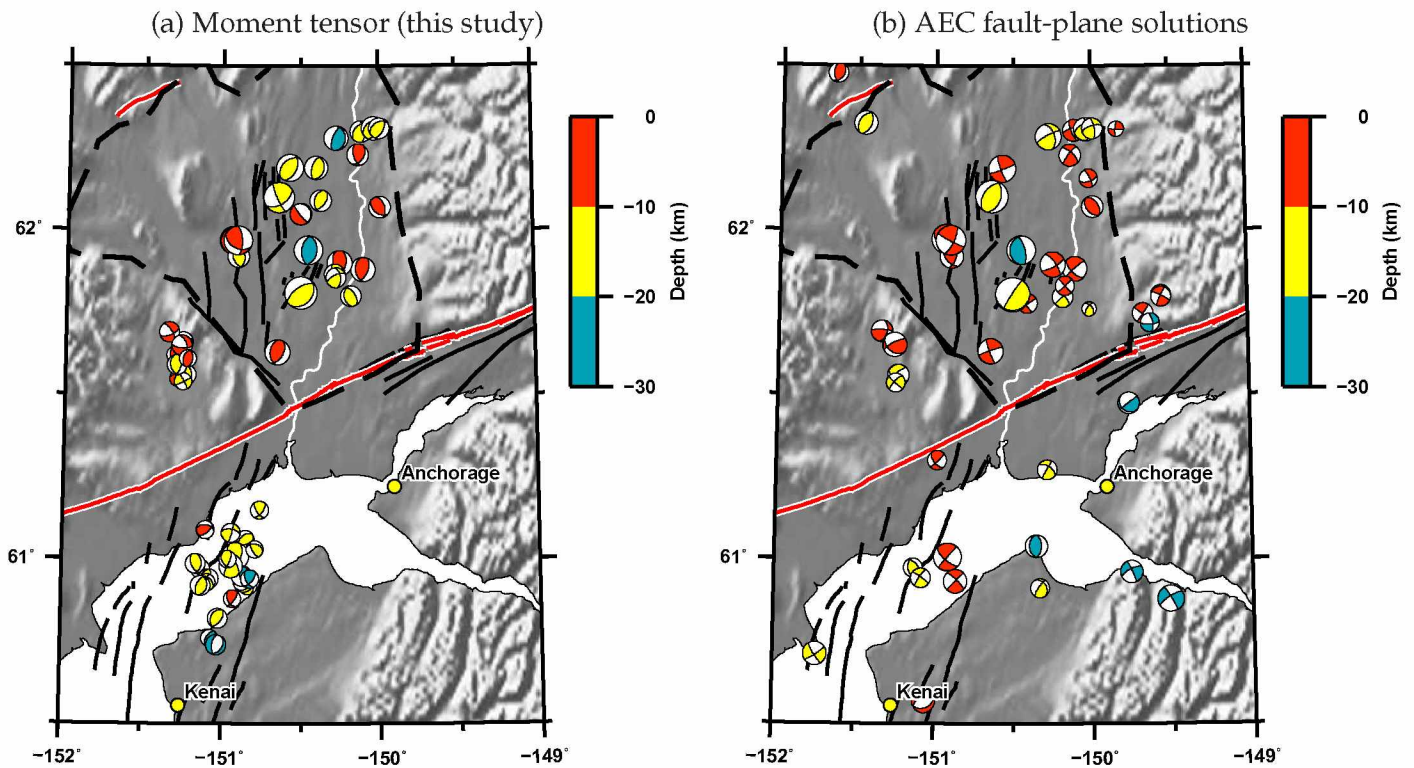 (a) Moment tensor (this study)
(b) AEC fault-plane solutions
62˚
61˚
−152˚
−151˚
−150˚
−149˚
Anchorage
Kenai
0
−10
−20
−30
Depth (km)
62˚
61˚
−152˚
−151˚
−150˚
−149˚
Anchorage
Kenai
0
−10
−20
−30
Depth (km)